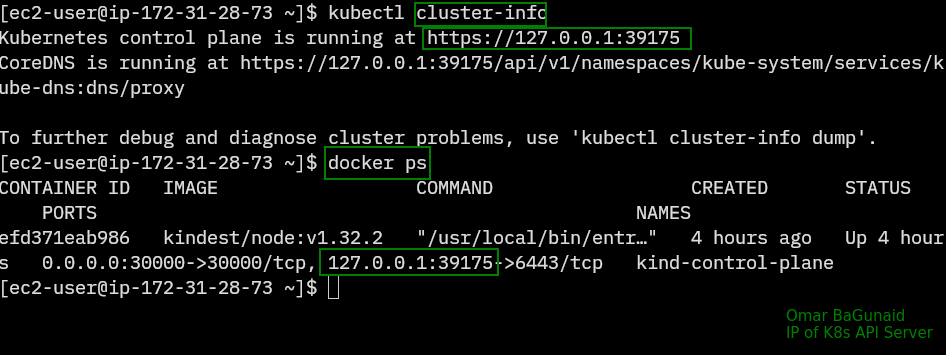 [ec2-user@ip-172-31-28-73 ~]$ kubectl cluster-info
Kubernetes control plane is running at https://127.0.0.1:39175
CoreDNS is running at https://127.0.0.1:39175/api/v1/namespaces/kube-system/services/k
ube-dns:dns/proxy
To further debug and diagnose cluster problems, use 'kubectl cluster-info dump'.
[ec2-user@ip-172-31-28-73 ~]$ docker ps
CONTAINER ID   IMAGE                  COMMAND                  CREATED       STATUS
    PORTS                                                 NAMES
efd371eab986   kindest/node:v1.32.2   "/usr/local/bin/entr…"   4 hours ago   Up 4 hour
s   0.0.0.0:30000->30000/tcp, 127.0.0.1:39175->6443/tcp   kind-control-plane
[ec2-user@ip-172-31-28-73 ~]$
Omar BaGunaid
IP of K8s API Server